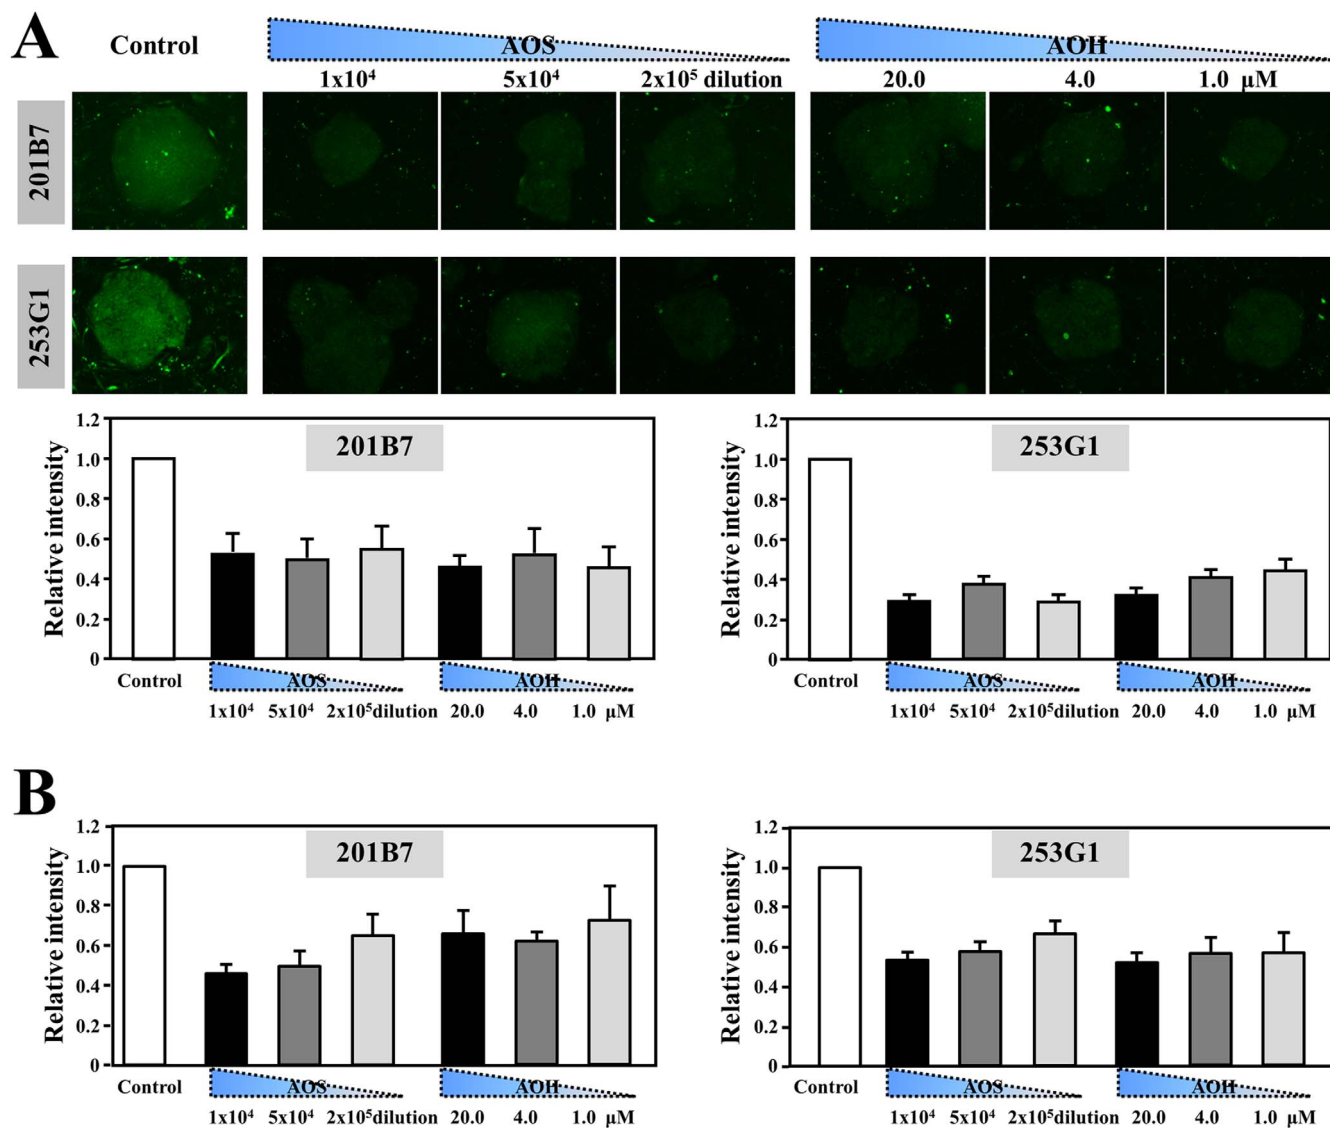 A
Control
AOS
AOH
1x10⁴ 5x10⁴ 2x10⁵ dilution 20.0 4.0 1.0 μM
201B7
253G1
201B7
Relative intensity
1.2
1.0
0.8
0.6
0.4
0.2
0
Control
AOS
AOH
1x10⁴ 5x10⁴ 2x10⁵dilution 20.0 4.0 1.0 μM
253G1
Relative intensity
1.2
1.0
0.8
0.6
0.4
0.2
0
Control
AOS
AOH
1x10⁴ 5x10⁴ 2x10⁵dilution 20.0 4.0 1.0 μM
B
201B7
Relative intensity
1.2
1.0
0.8
0.6
0.4
0.2
0
Control
AOS
AOH
1x10⁴ 5x10⁴ 2x10⁵dilution 20.0 4.0 1.0 μM
253G1
Relative intensity
1.2
1.0
0.8
0.6
0.4
0.2
0
Control
AOS
AOH
1x10⁴ 5x10⁴ 2x10⁵dilution 20.0 4.0 1.0 μM